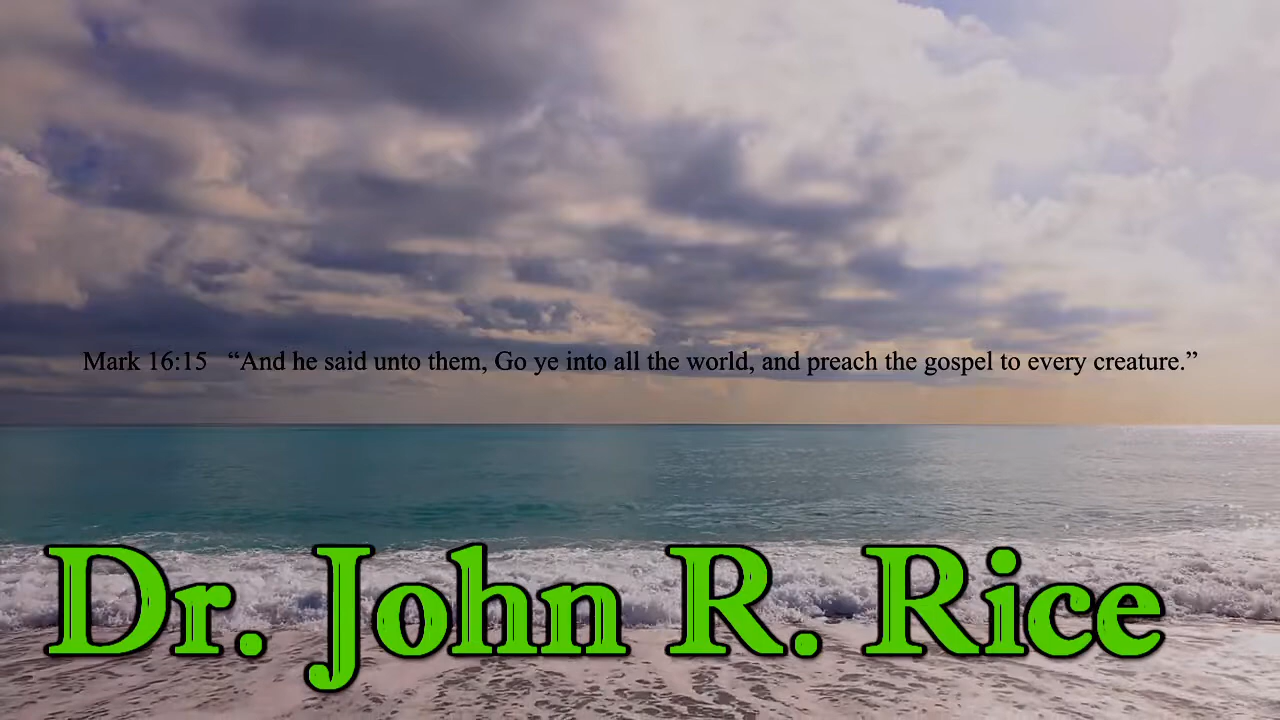 Mark 16:15 “And he said unto them, Go ye into all the world, and preach the gospel to every creature.”
Dr. John R. Rice